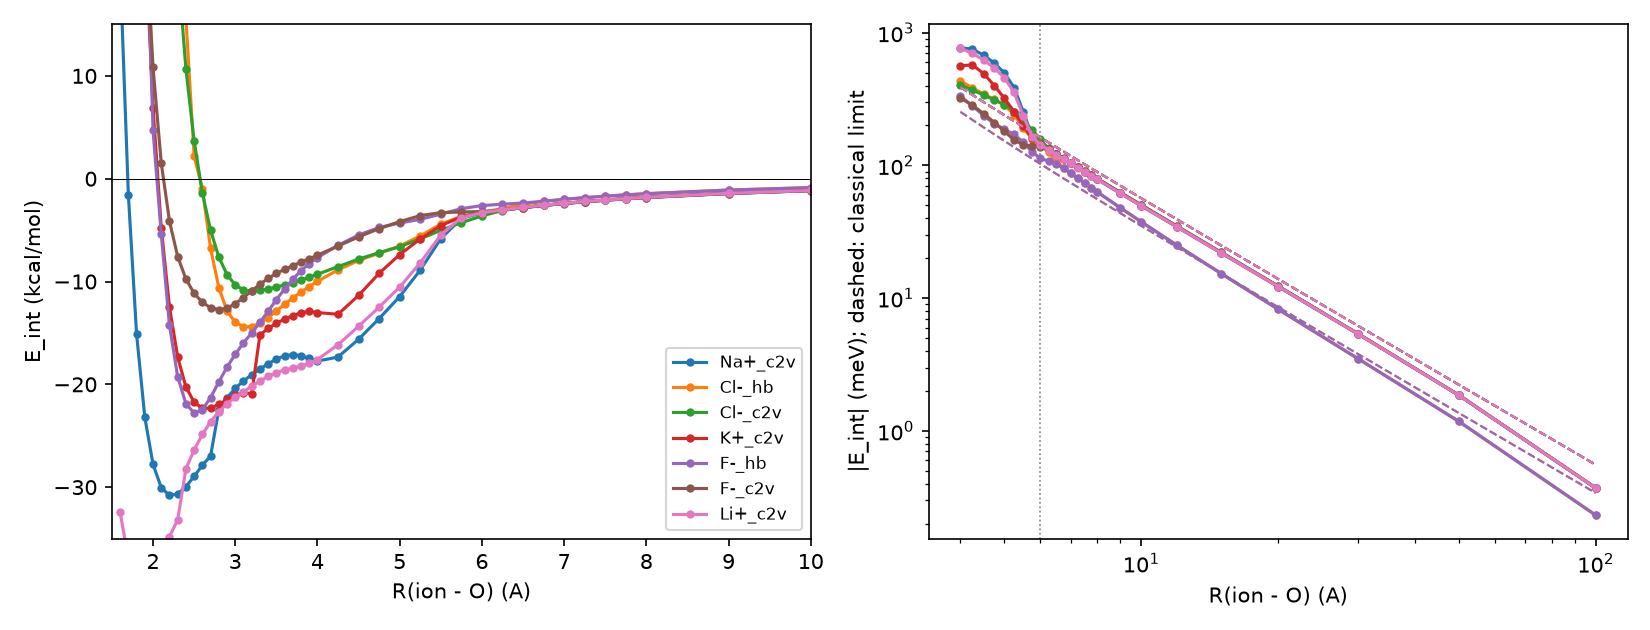 E_int (kcal/mol)
10
0
−10
−20
−30
2 3 4 5 6 7 8 9 10
R(ion - O) (A)
Na+_c2v
Cl-_hb
Cl-_c2v
K+_c2v
F-_hb
F-_c2v
Li+_c2v
|E_int| (meV); dashed: classical limit
10³
10²
10¹
10⁰
10¹ 10²
R(ion - O) (A)